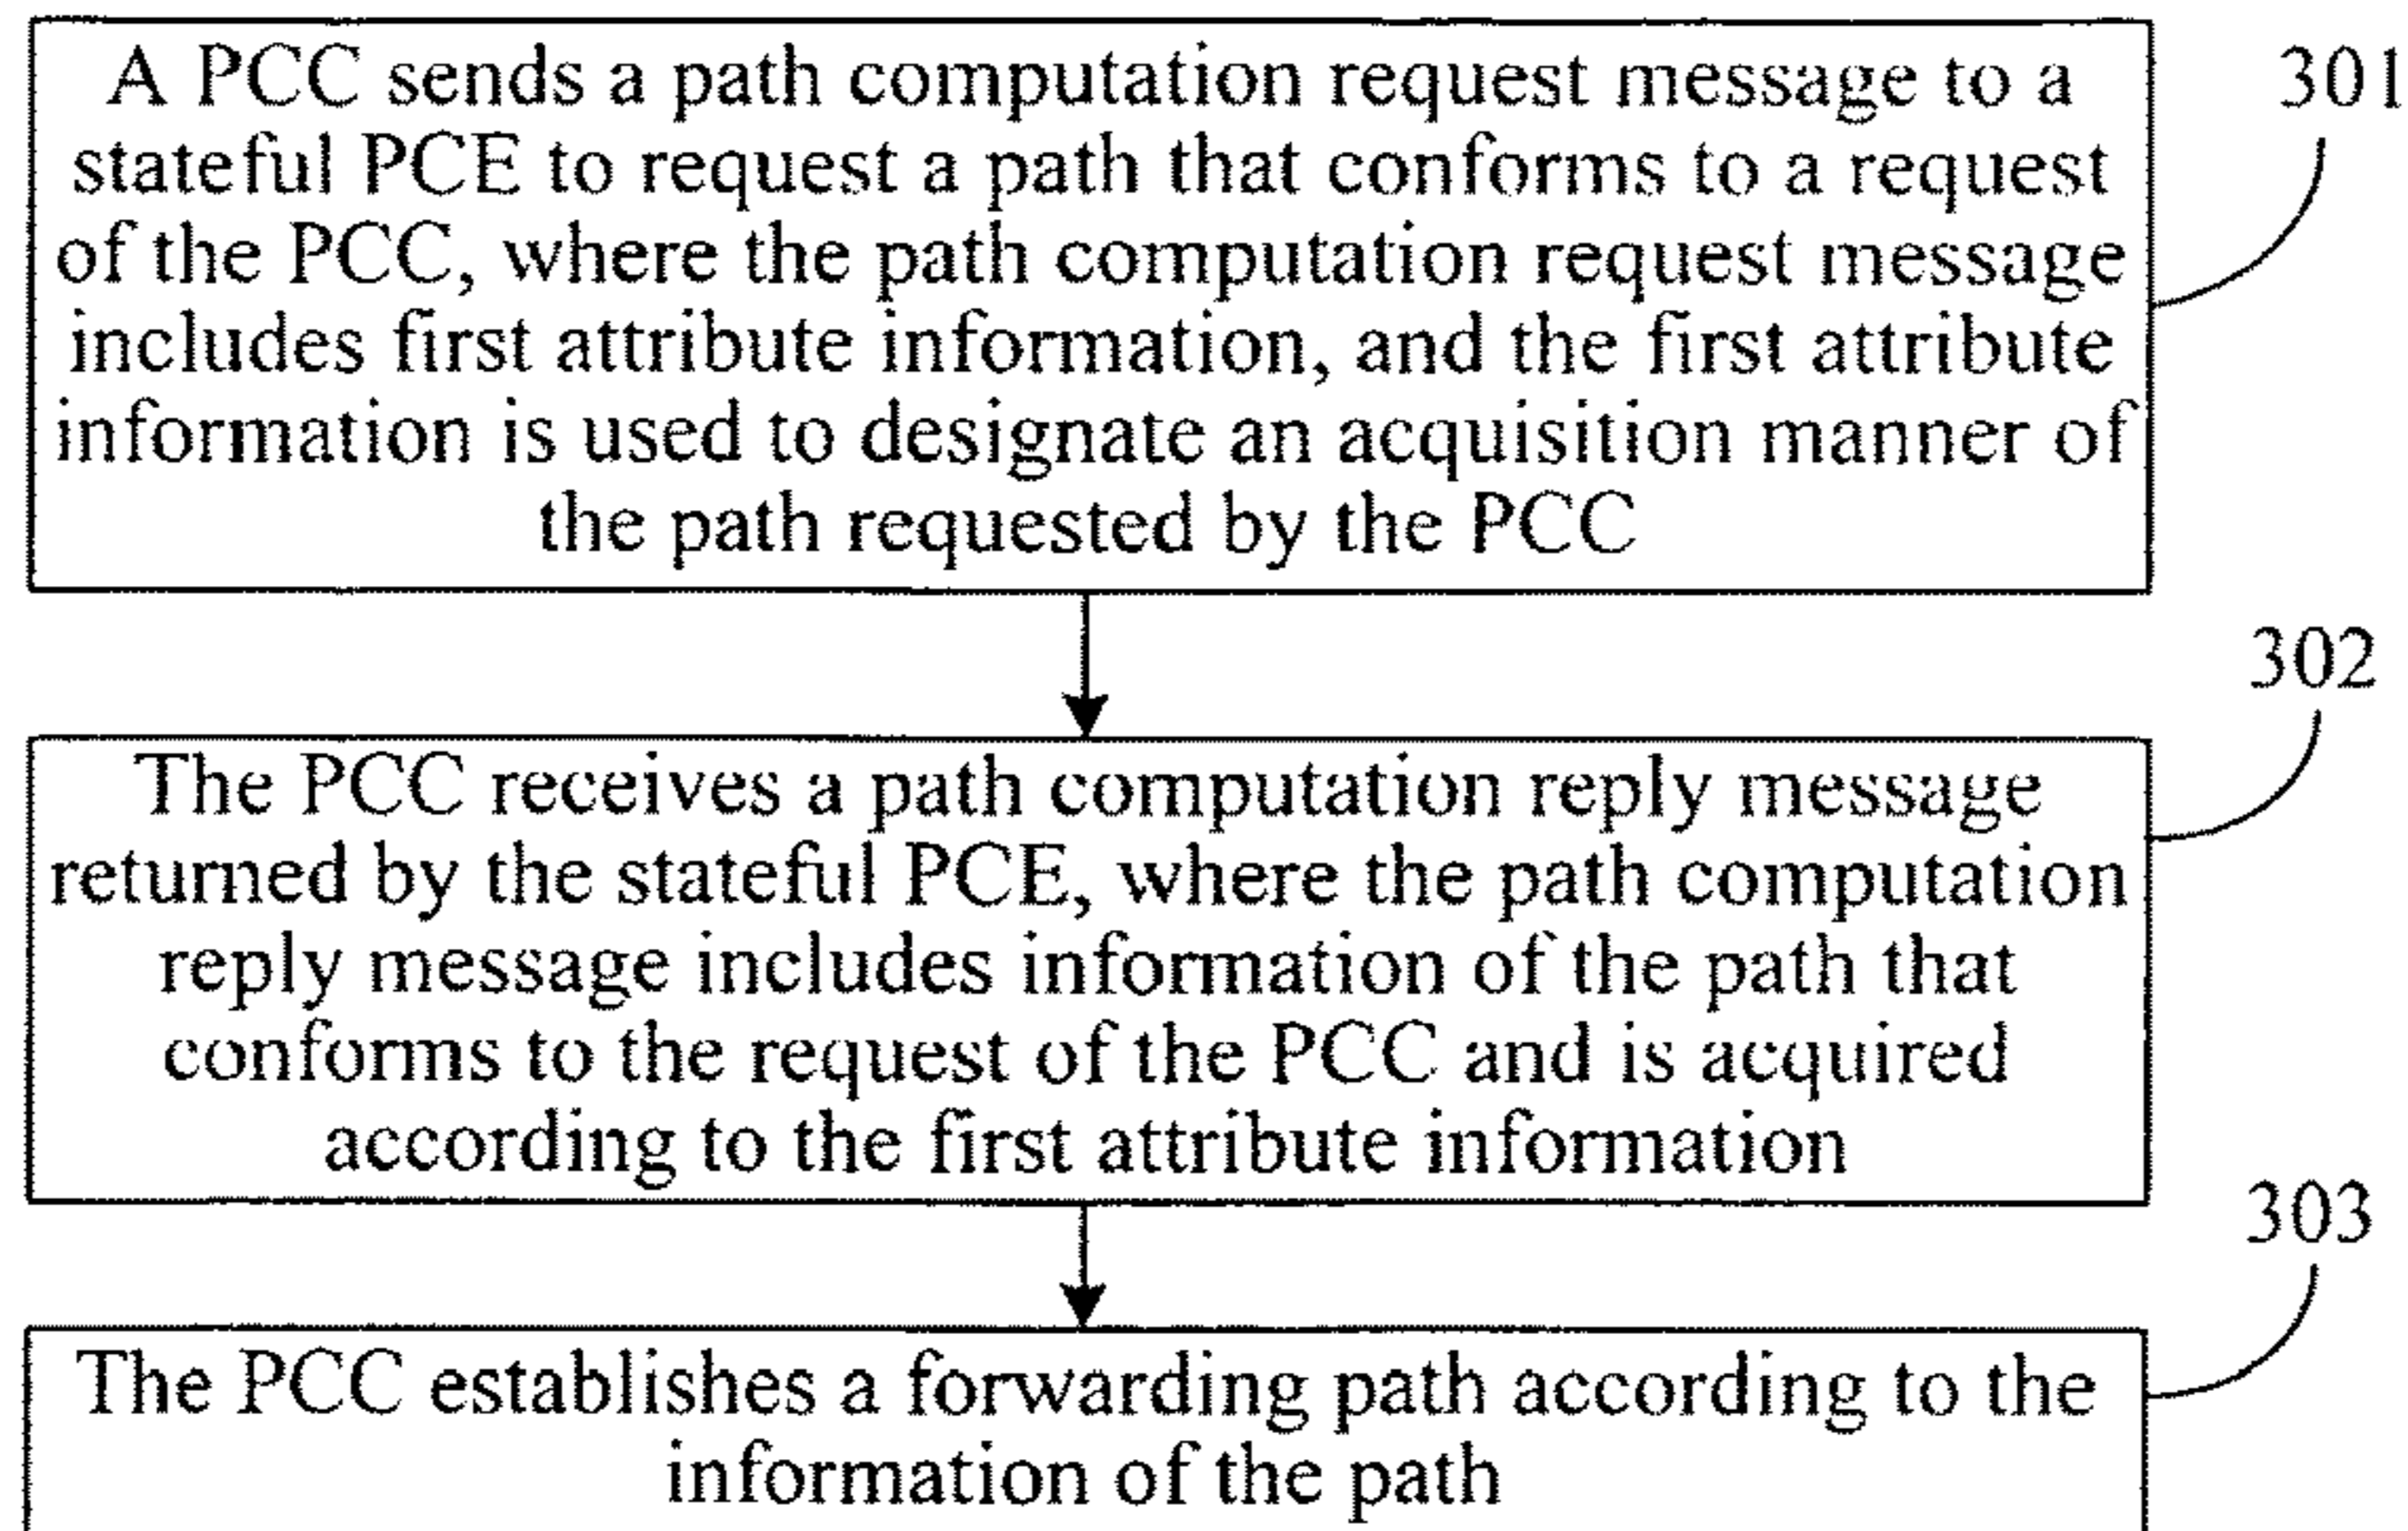 A PCC sends a path computation request message to a
301
stateful PCE to request a path that conforms to a request
of the PCC, where the path computation request message
includes first attribute information, and the first attribute
information is used to designate an acquisition manner of
the path requested by the PCC
302
The PCC receives a path computation reply message
returned by the stateful PCE, where the path computation
reply message includes information of the path that
conforms to the request of the PCC and is acquired
according to the first attribute information
303
The PCC establishes a forwarding path according to the
information of the path